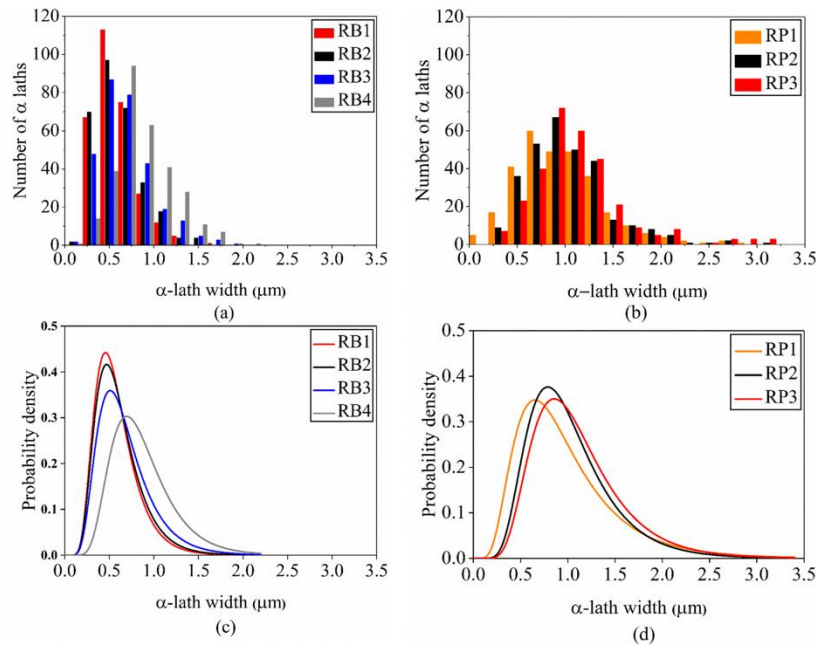 120
100
80
60
40
20
0
Number of α laths
RB1
RB2
RB3
RB4
0.0 0.5 1.0 1.5 2.0 2.5 3.0 3.5
α-lath width (µm)
(a)
120
100
80
60
40
20
0
Number of α laths
RP1
RP2
RP3
0.0 0.5 1.0 1.5 2.0 2.5 3.0 3.5
α−lath width (µm)
(b)
0.5
0.4
0.3
0.2
0.1
0.0
Probability density
RB1
RB2
RB3
RB4
0.0 0.5 1.0 1.5 2.0 2.5 3.0 3.5
α-lath width (µm)
(c)
0.5
0.4
0.3
0.2
0.1
0.0
Probability density
RP1
RP2
RP3
0.0 0.5 1.0 1.5 2.0 2.5 3.0 3.5
α-lath width (µm)
(d)